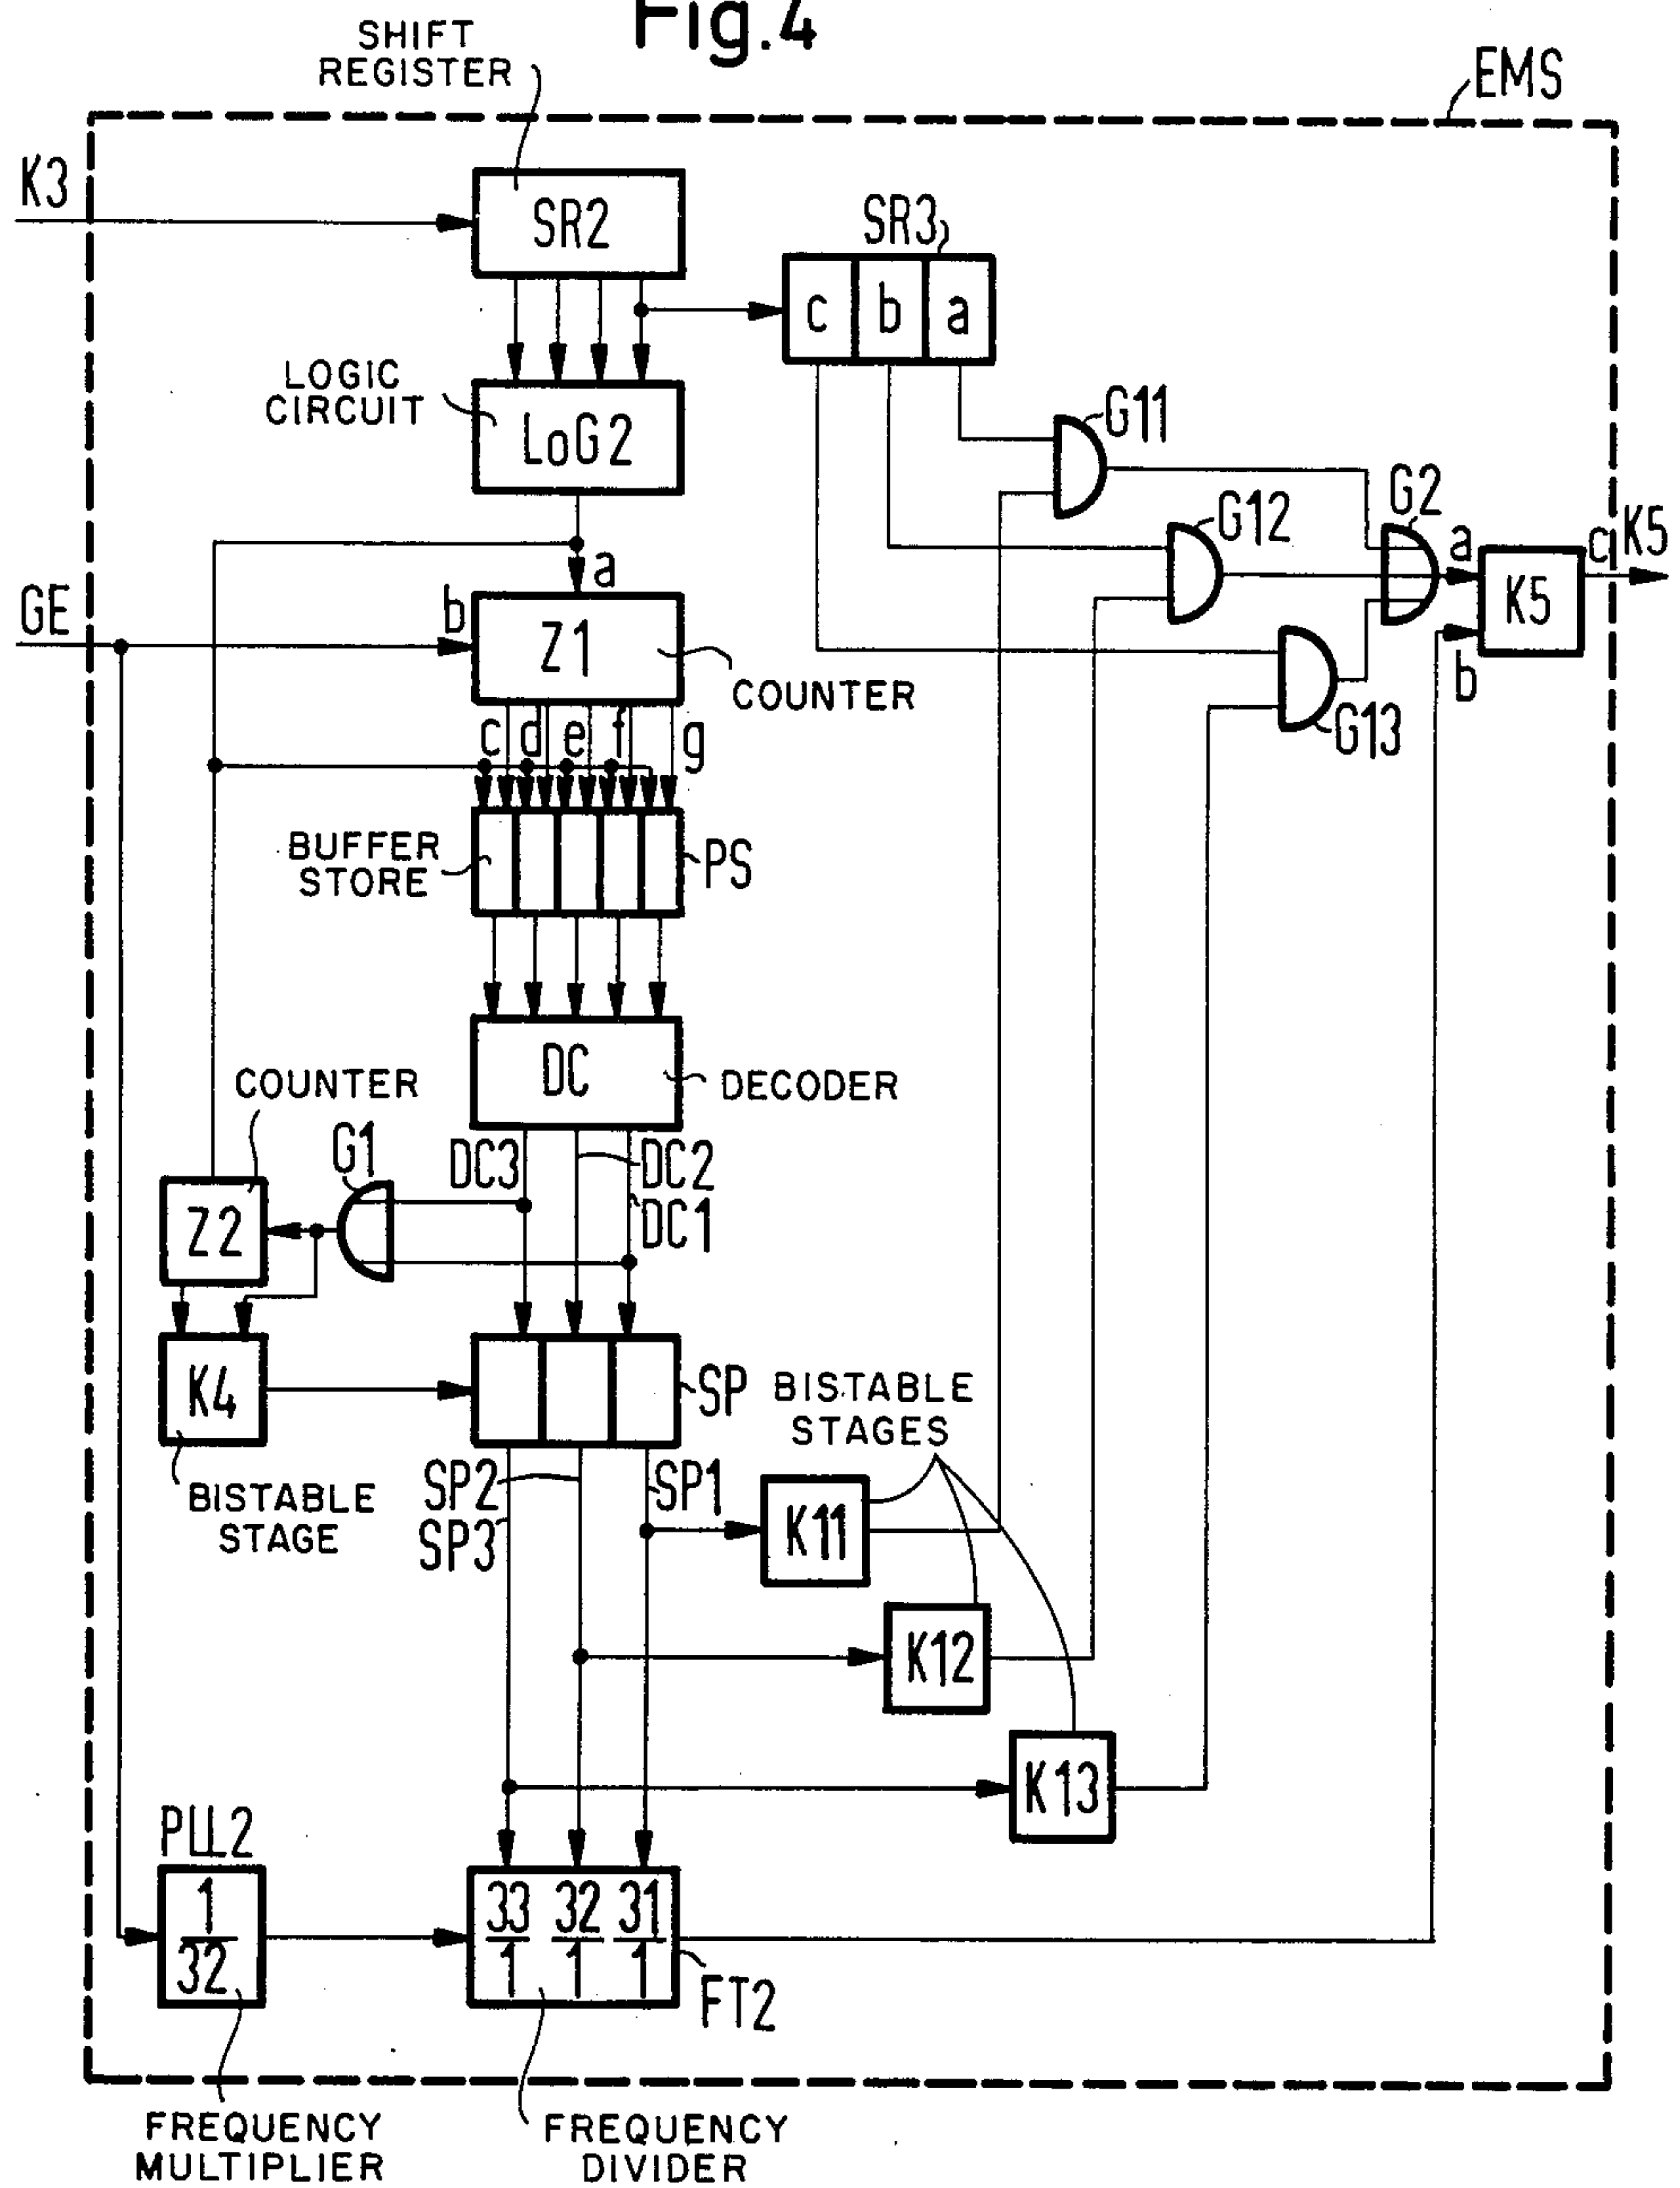 Fig.4
SHIFT
REGISTER
EMS
K3
SR2
SR3
c b a
LOGIC
CIRCUIT
LoG2
G11
G12
G2
a
c
K5
K5
b
GE
a
b
Z1
COUNTER
G13
c d e f g
BUFFER
STORE
PS
DC
DECODER
COUNTER
G1
DC3
DC2
DC1
Z2
K4
SP
BISTABLE
STAGES
BISTABLE
STAGE
SP2
SP3
SP1
K11
K12
K13
PLL2
1
32
33 32 31
1 1 1
FT2
FREQUENCY
MULTIPLIER
FREQUENCY
DIVIDER